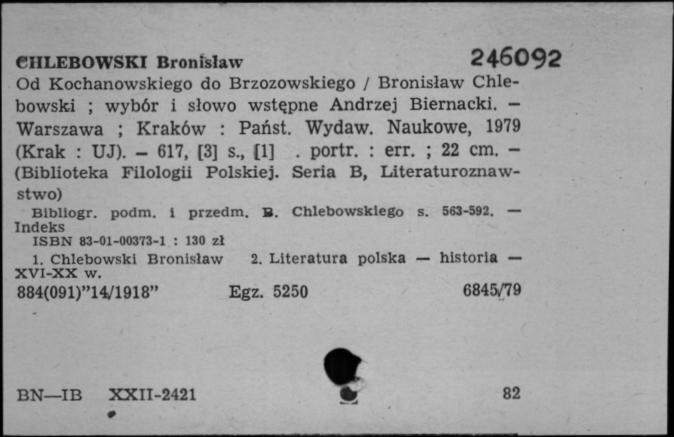 CHLEBOWSKI Bronisław 246092
Od Kochanowskiego do Brzozowskiego / Bronisław Chle-
bowski ; wybór i słowo wstępne Andrzej Biernacki. —
Warszawa ; Kraków : Państ. Wydaw. Naukowe, 1979
(Krak : UJ). — 617, [3] s., [1] . portr. : err. ; 22 cm. —
(Biblioteka Filologii Polskiej. Seria B, Literaturoznaw-
stwo)
Bibliogr. podm. i przedm. B. Chlebowskiego s. 563-592. —
Indeks
ISBN 83-01-00373-1 : 130 zł
1. Chlebowski Bronisław 2. Literatura polska — historia —
XVI-XX w.
884(091)"14/1918" Egz. 5250 6845/79
BN—IB XXII-2421 82